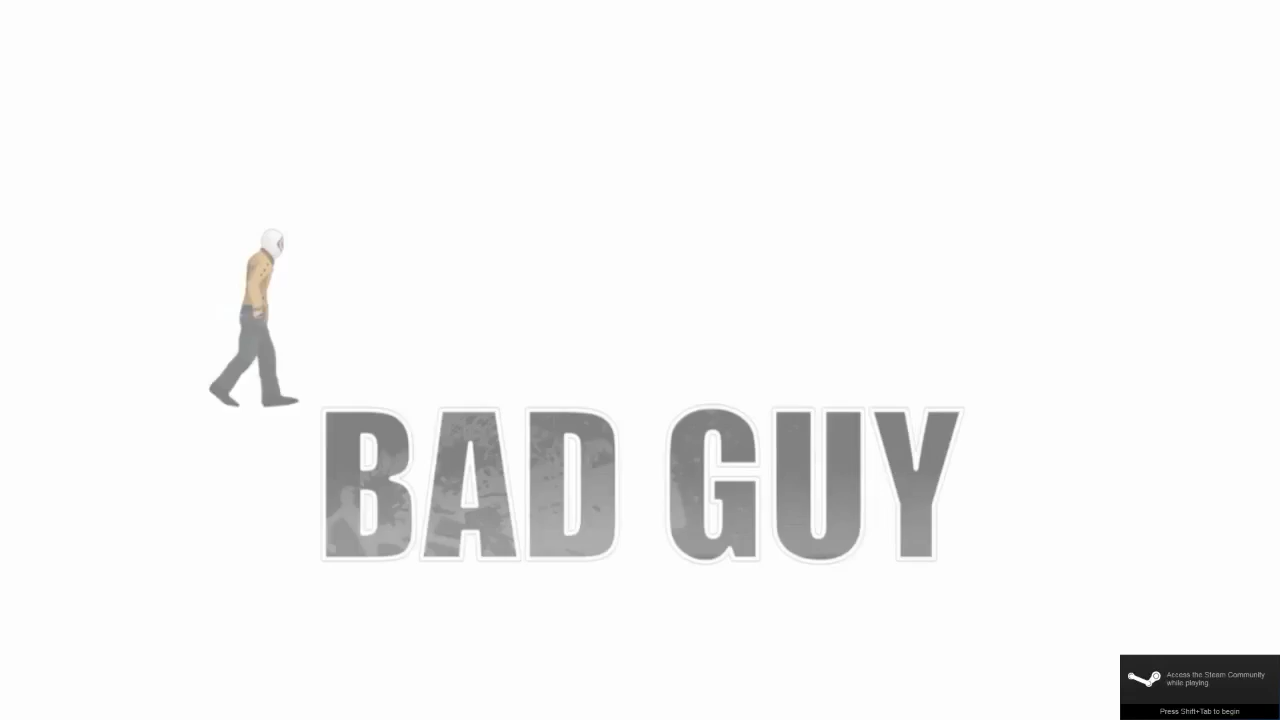 BAD GUY
Access the Steam Community
while playing
Press Shift+Tab to begin